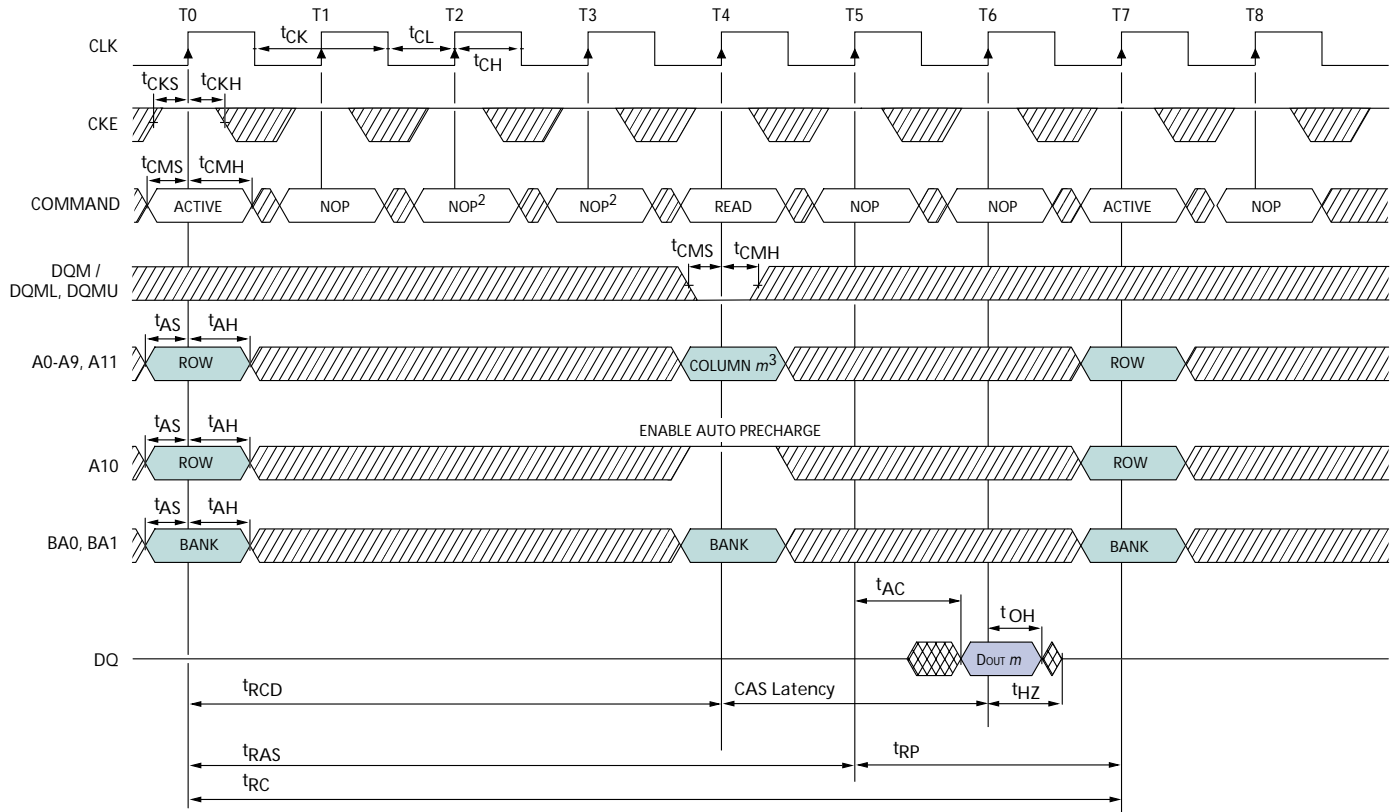 T0 T1 T2 T3 T4 T5 T6 T7 T8
CLK
tCK tCL
tCH
tCKS tCKH
CKE
tCMS tCMH
COMMAND ACTIVE NOP NOP2 NOP2 READ NOP NOP ACTIVE NOP
tCMS tCMH
DQM /
DQML, DQMU
tAS tAH
A0-A9, A11 ROW COLUMN m3 ROW
tAS tAH
ENABLE AUTO PRECHARGE
A10 ROW ROW
tAS tAH
BA0, BA1 BANK BANK BANK
tAC
tOH
DQ DOUT m
tRCD CAS Latency tHZ
tRAS tRP
tRC